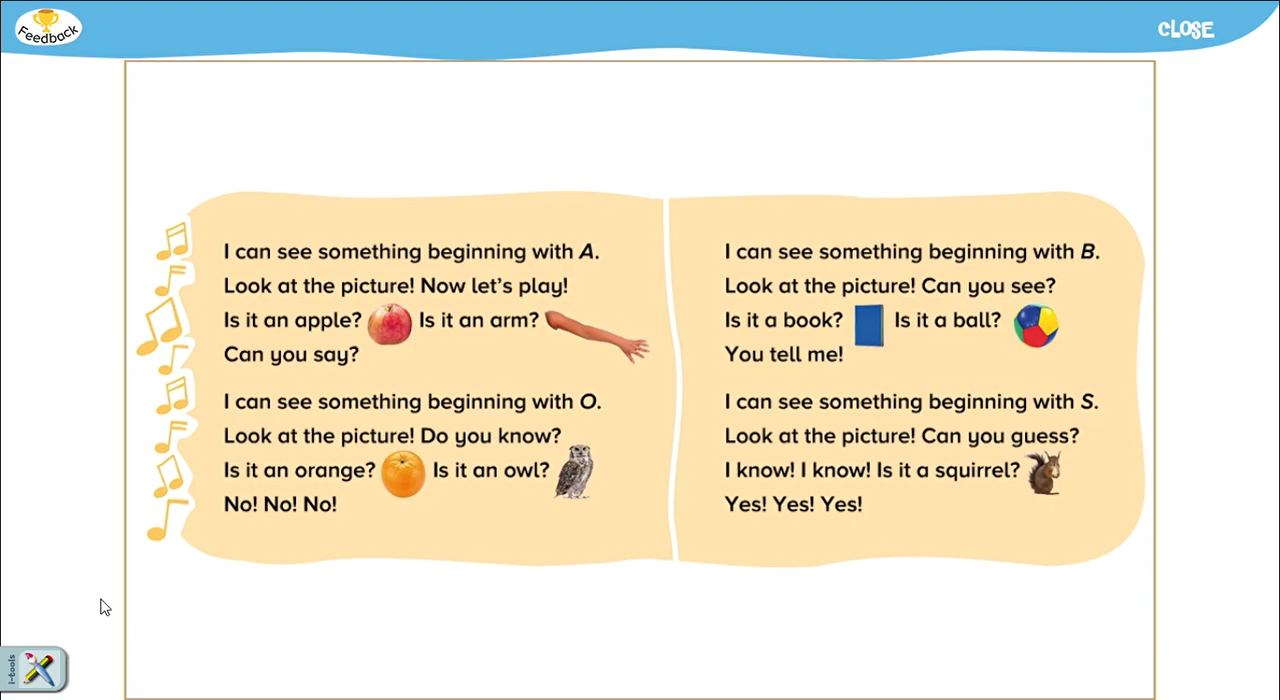 Feedback
CLOSE
I can see something beginning with A.
Look at the picture! Now let's play!
Is it an apple? Is it an arm?
Can you say?
I can see something beginning with O.
Look at the picture! Do you know?
Is it an orange? Is it an owl?
No! No! No!
I can see something beginning with B.
Look at the picture! Can you see?
Is it a book? Is it a ball?
You tell me!
I can see something beginning with S.
Look at the picture! Can you guess?
I know! I know! Is it a squirrel?
Yes! Yes! Yes!
i-tools